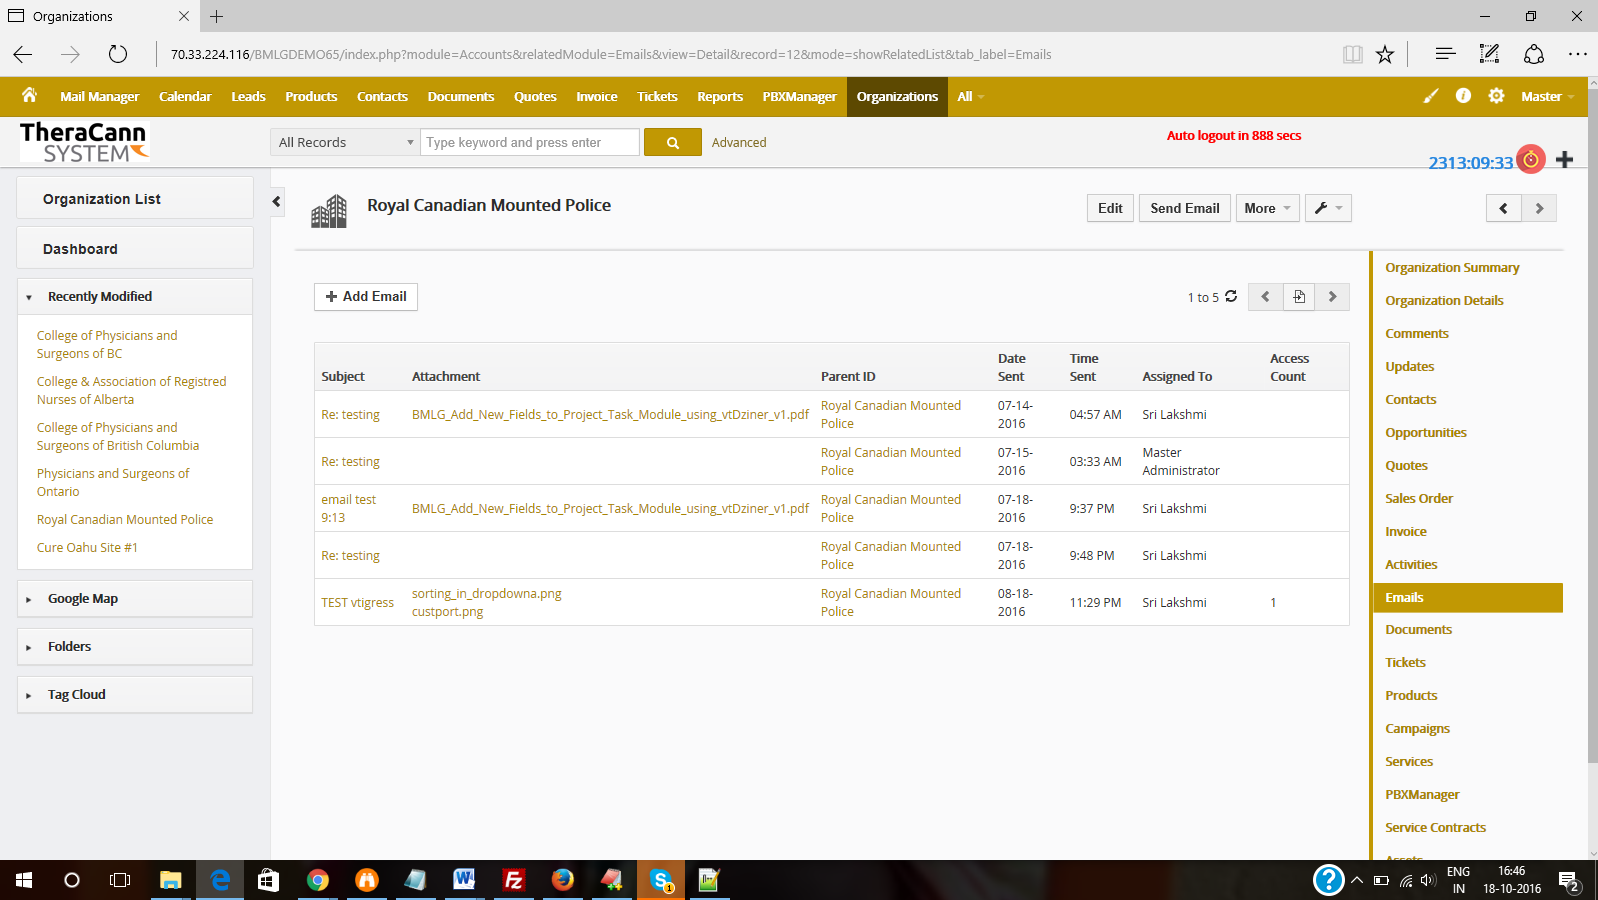 Organizations
70.33.224.116/BMLGDEMO65/index.php?module=Accounts&relatedModule=Emails&view=Detail&record=12&mode=showRelatedList&tab_label=Emails
Mail Manager Calendar Leads Products Contacts Documents Quotes Invoice Tickets Reports PBXManager Organizations All Master
TheraCann
SYSTEM
All Records Type keyword and press enter Advanced
Auto logout in 888 secs
2313:09:33
Organization List
Dashboard
Recently Modified
College of Physicians and
Surgeons of BC
College & Association of Registred
Nurses of Alberta
College of Physicians and
Surgeons of British Columbia
Physicians and Surgeons of
Ontario
Royal Canadian Mounted Police
Cure Oahu Site #1
Google Map
Folders
Tag Cloud
Royal Canadian Mounted Police
Edit Send Email More
Add Email
1 to 5
Subject Attachment Parent ID Date Sent Time Sent Assigned To Access Count
Re: testing BMLG_Add_New_Fields_to_Project_Task_Module_using_vtDziner_v1.pdf Royal Canadian Mounted Police 07-14-2016 04:57 AM Sri Lakshmi
Re: testing Royal Canadian Mounted Police 07-15-2016 03:33 AM Master Administrator
email test 9:13 BMLG_Add_New_Fields_to_Project_Task_Module_using_vtDziner_v1.pdf Royal Canadian Mounted Police 07-18-2016 9:37 PM Sri Lakshmi
Re: testing Royal Canadian Mounted Police 07-18-2016 9:48 PM Sri Lakshmi
TEST vtigress sorting_in_dropdowna.png custport.png Royal Canadian Mounted Police 08-18-2016 11:29 PM Sri Lakshmi 1
Organization Summary
Organization Details
Comments
Updates
Contacts
Opportunities
Quotes
Sales Order
Invoice
Activities
Emails
Documents
Tickets
Products
Campaigns
Services
PBXManager
Service Contracts
Assets
ENG
IN
16:46
18-10-2016
2